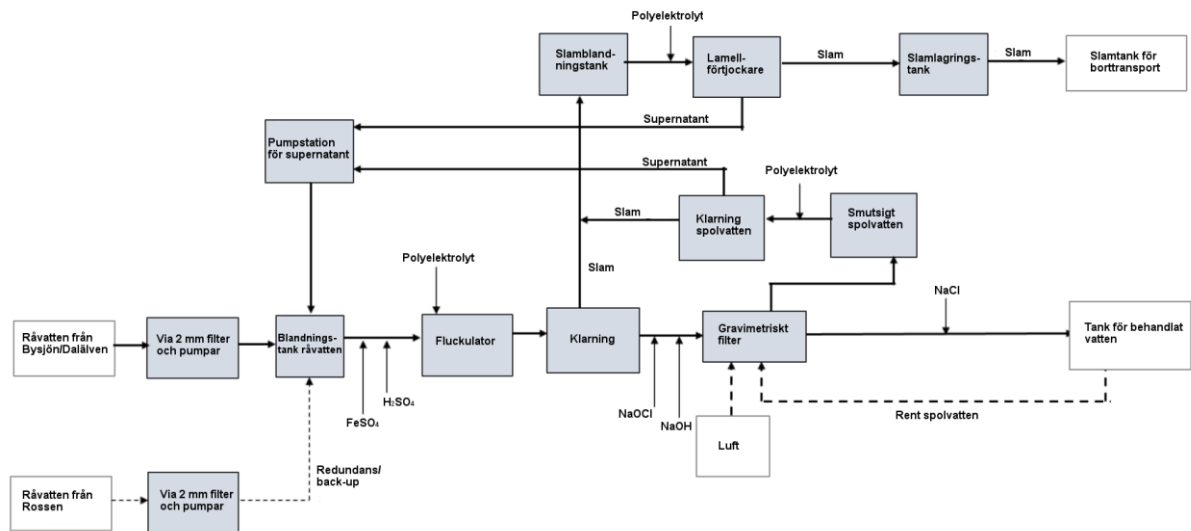 Polyelektrolyt
Slambland-
ningstank
Lamell-
förtjockare
Slam
Slamlagrings-
tank
Slam
Slamtank för
borttransport
Supernatant
Pumpstation
för supernatant
Supernatant
Polyelektrolyt
Slam
Klarning
spolvatten
Smutsigt
spolvatten
Slam
Polyelektrolyt
NaCl
Råvatten från
Bysjön/Dalälven
Via 2 mm filter
och pumpar
Blandnings-
tank råvatten
Fluckulator
Klarning
Gravimetriskt
filter
Tank för behandlat
vatten
H₂SO₄
FeSO₄
NaOCl
NaOH
Rent spolvatten
Luft
Redundans/
back-up
Råvatten från
Rossen
Via 2 mm filter
och pumpar